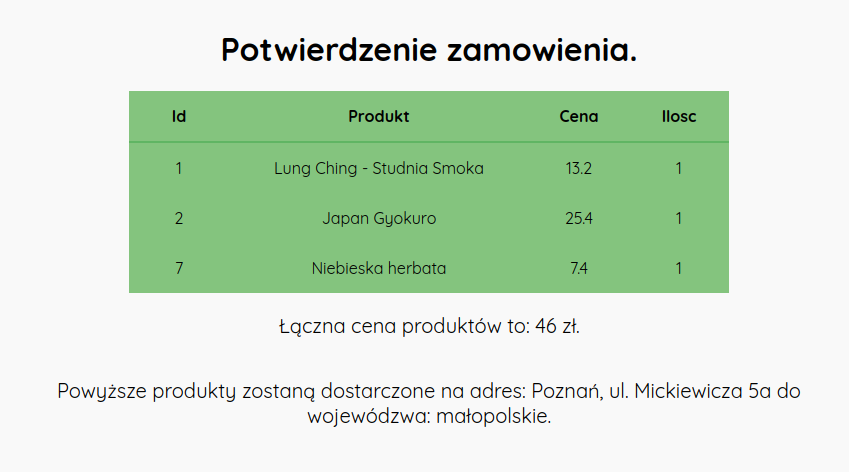 Potwierdzenie zamowienia.
Id Produkt Cena Ilosc
1 Lung Ching - Studnia Smoka 13.2 1
2 Japan Gyokuro 25.4 1
7 Niebieska herbata 7.4 1
Łączna cena produktów to: 46 zł.
Powyższe produkty zostaną dostarczone na adres: Poznań, ul. Mickiewicza 5a do
wojewódzwa: małopolskie.